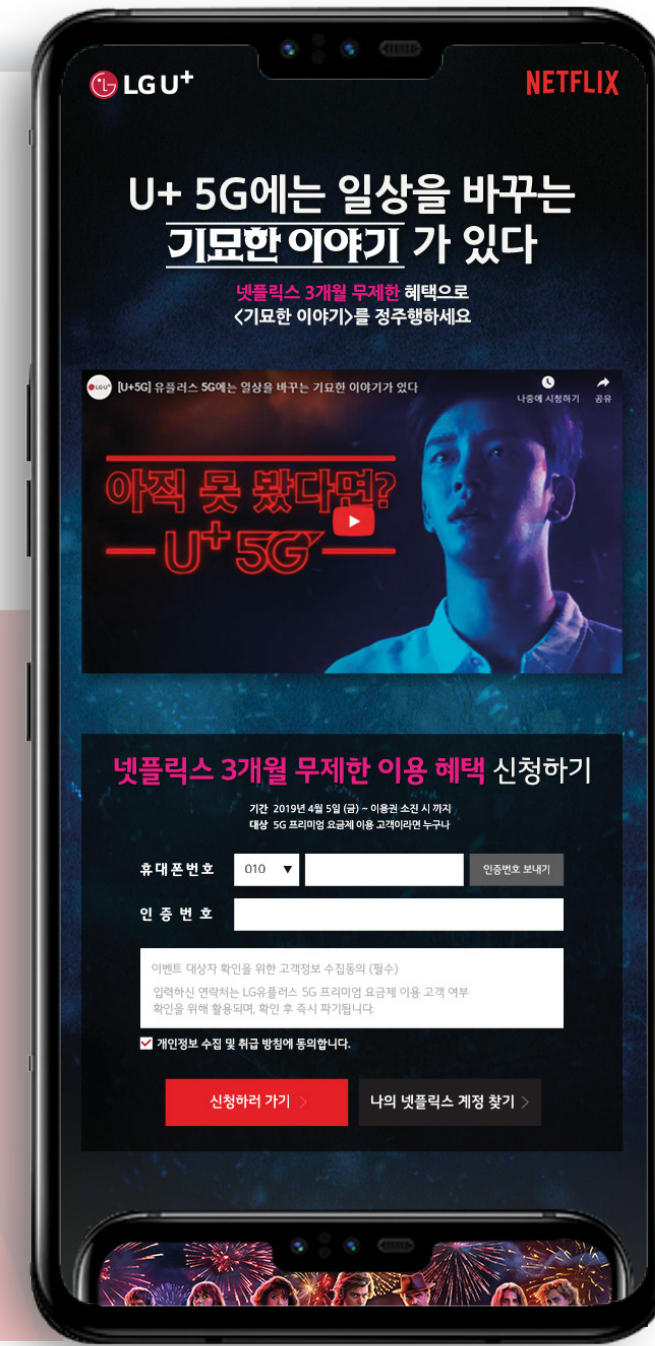 LG U+
NETFLIX
U+ 5G에는 일상을 바꾸는
기묘한 이야기 가 있다
넷플릭스 3개월 무제한 혜택으로
<기묘한 이야기>를 정주행하세요
LG U+ [U+5G] 유플러스 5G에는 일상을 바꾸는 기묘한 이야기가 있다
나중에 시청하기 공유
아직 못 봤다면?
U+5G
넷플릭스 3개월 무제한 이용 혜택 신청하기
기간 2019년 4월 5일 (금) ~ 이용권 소진 시 까지
대상 5G 프리미엄 요금제 이용 고객이라면 누구나
휴대폰번호 010 ▼ 인증번호 보내기
인증번호
이벤트 대상자 확인을 위한 고객정보 수집동의 (필수)
입력하신 연락처는 LG유플러스 5G 프리미엄 요금제 이용 고객 여부
확인을 위해 활용되며, 확인 후 즉시 파기됩니다.
개인정보 수집 및 취급 방침에 동의합니다.
신청하러 가기 > 나의 넷플릭스 계정 찾기 >